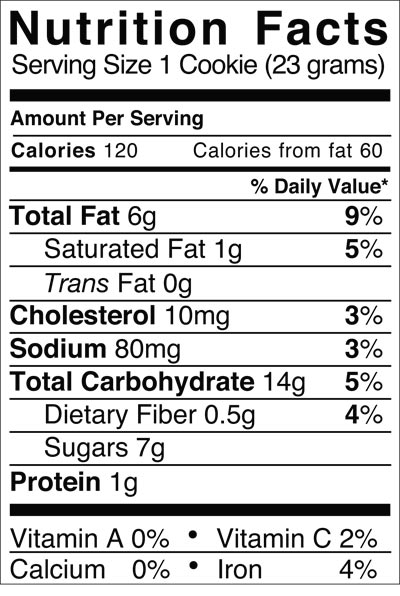 Nutrition Facts
Serving Size 1 Cookie (23 grams)
Amount Per Serving
Calories 120 Calories from fat 60
% Daily Value*
Total Fat 6g 9%
Saturated Fat 1g 5%
Trans Fat 0g
Cholesterol 10mg 3%
Sodium 80mg 3%
Total Carbohydrate 14g 5%
Dietary Fiber 0.5g 4%
Sugars 7g
Protein 1g
Vitamin A 0% • Vitamin C 2%
Calcium 0% • Iron 4%